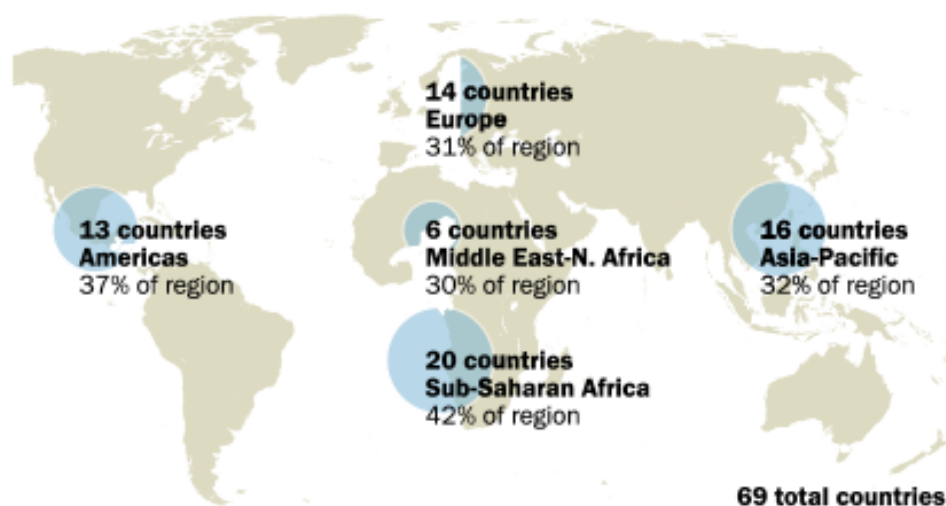 14 countries
Europe
31% of region
13 countries
Americas
37% of region
6 countries
Middle East-N. Africa
30% of region
16 countries
Asia-Pacific
32% of region
20 countries
Sub-Saharan Africa
42% of region
69 total countries